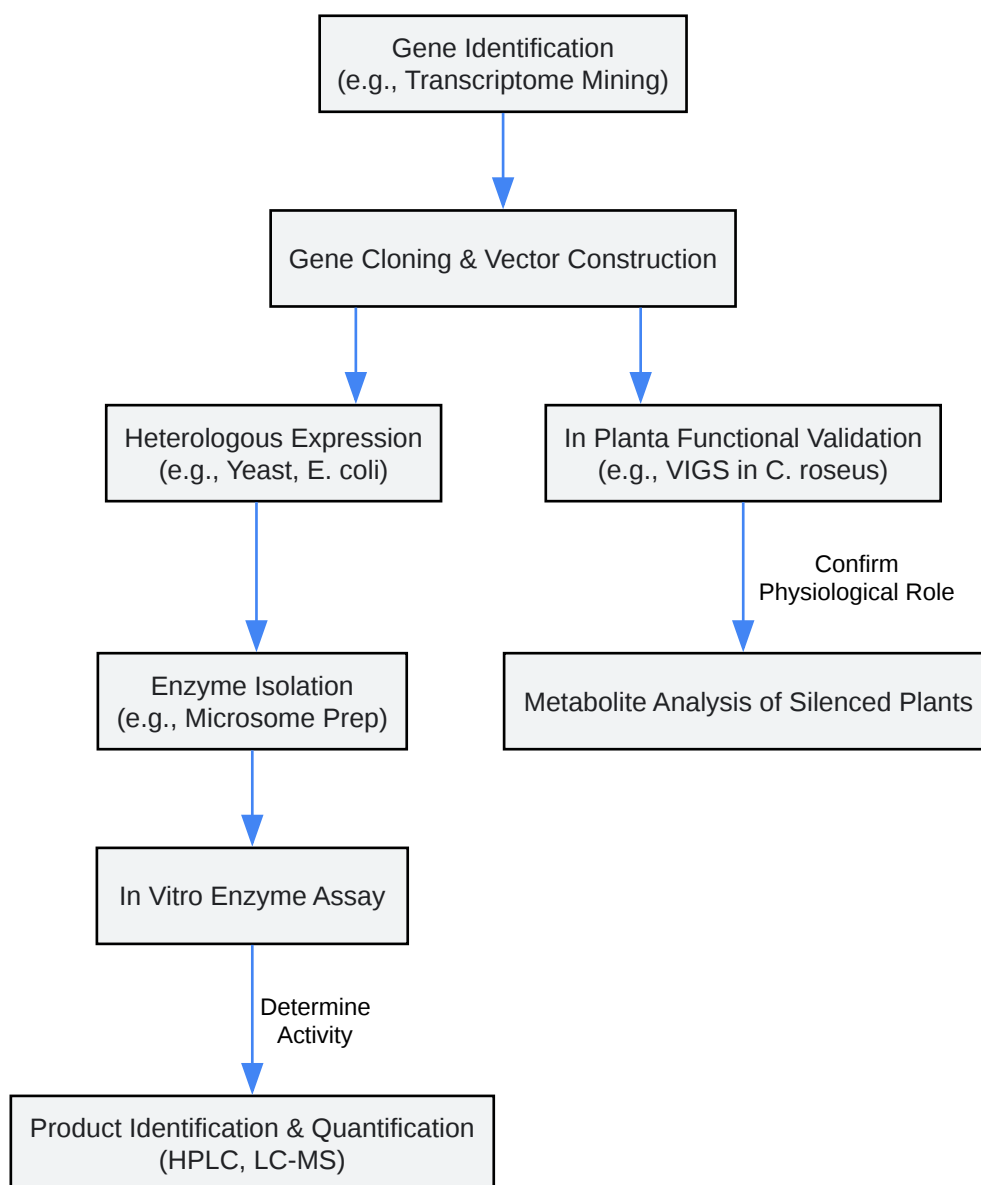 Gene Identification
(e.g., Transcriptome Mining)
Gene Cloning & Vector Construction
Heterologous Expression
(e.g., Yeast, E. coli)
In Planta Functional Validation
(e.g., VIGS in C. roseus)
Confirm
Physiological Role
Enzyme Isolation
(e.g., Microsome Prep)
Metabolite Analysis of Silenced Plants
In Vitro Enzyme Assay
Determine
Activity
Product Identification & Quantification
(HPLC, LC-MS)